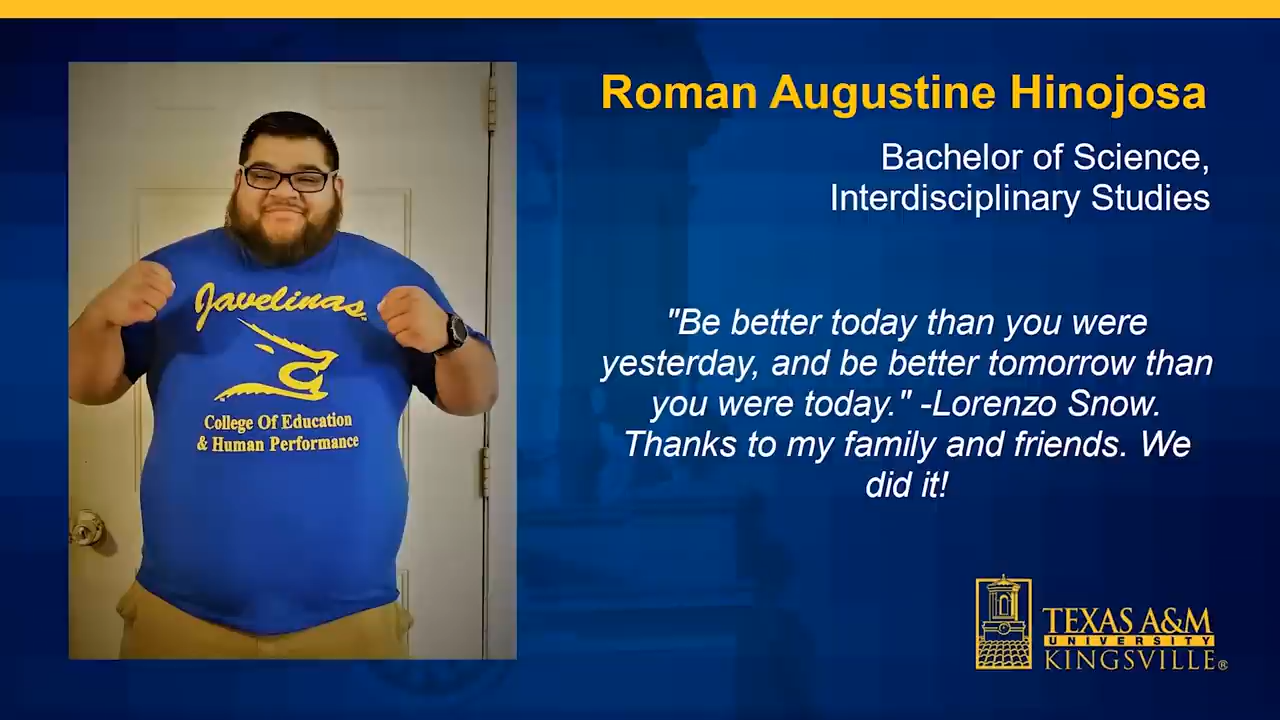 Roman Augustine Hinojosa
Bachelor of Science,
Interdisciplinary Studies
"Be better today than you were
yesterday, and be better tomorrow than
you were today." -Lorenzo Snow.
Thanks to my family and friends. We
did it!
Javelinas
College Of Education
& Human Performance
TEXAS A&M
UNIVERSITY
KINGSVILLE®